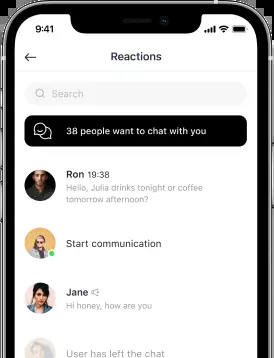 9:41
Reactions
Search
38 people want to chat with you
Ron 19:38
Hello, Julia drinks tonight or coffee
tomorrow afternoon?
Start communication
Jane
Hi honey, how are you
User has left the chat